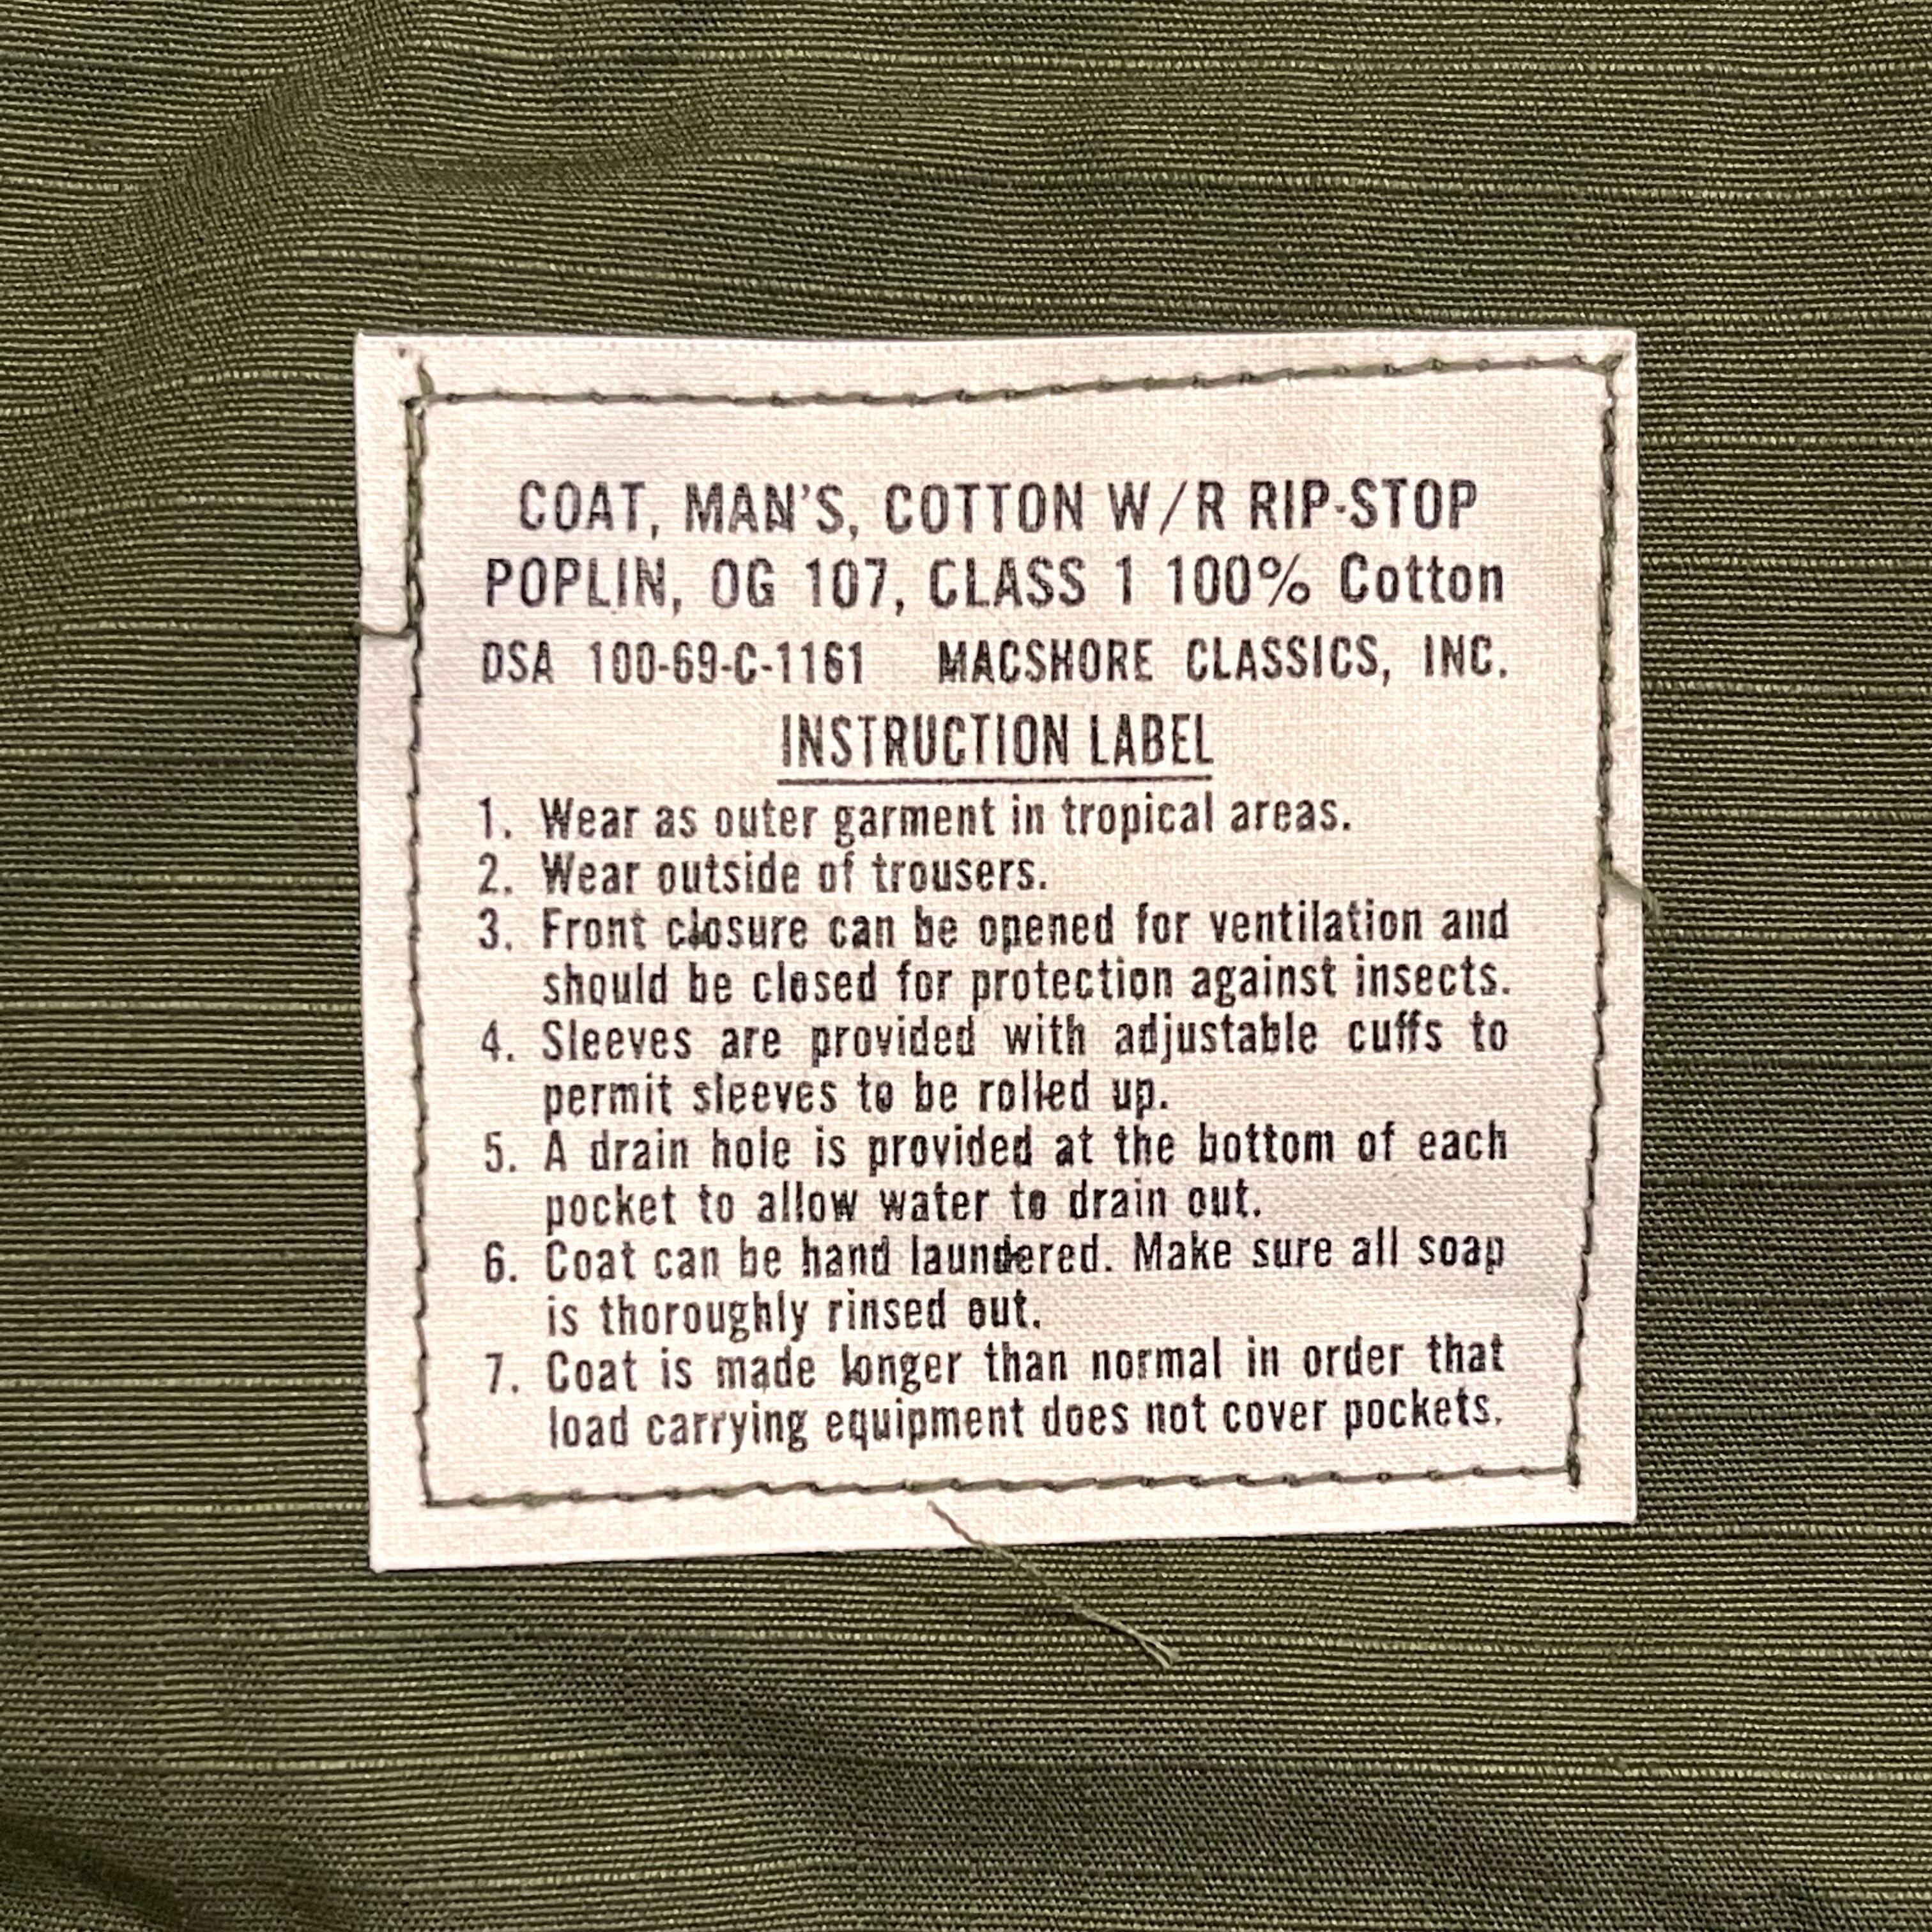 COAT, MAN'S, COTTON W/R RIP-STOP
POPLIN, OG 107, CLASS 1 100% Cotton
DSA 100-69-C-1161 MACSHORE CLASSICS, INC.
INSTRUCTION LABEL
1. Wear as outer garment in tropical areas.
2. Wear outside of trousers.
3. Front closure can be opened for ventilation and
should be closed for protection against insects.
4. Sleeves are provided with adjustable cuffs to
permit sleeves to be rolled up.
5. A drain hole is provided at the bottom of each
pocket to allow water to drain out.
6. Coat can be hand laundered. Make sure all soap
is thoroughly rinsed out.
7. Coat is made longer than normal in order that
load carrying equipment does not cover pockets.